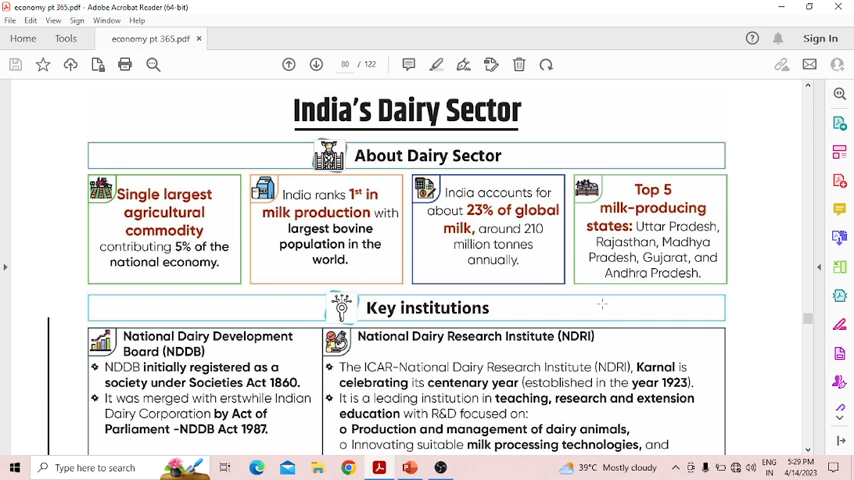 economy pt 365.pdf - Adobe Acrobat Reader (64-bit)
File Edit View Sign Window Help
Home Tools economy pt 365.pdf × Sign In
80 / 122
India's Dairy Sector
About Dairy Sector
Single largest
agricultural
commodity
contributing 5% of the
national economy.
India ranks 1st in
milk production with
largest bovine
population in the
world.
India accounts for
about 23% of global
milk, around 210
million tonnes
annually.
Top 5
milk-producing
states: Uttar Pradesh,
Rajasthan, Madhya
Pradesh, Gujarat, and
Andhra Pradesh.
Key institutions
National Dairy Development
Board (NDDB)
❖ NDDB initially registered as a
society under Societies Act 1860.
❖ It was merged with erstwhile Indian
Dairy Corporation by Act of
Parliament -NDDB Act 1987.
National Dairy Research Institute (NDRI)
❖ The ICAR-National Dairy Research Institute (NDRI), Karnal is
celebrating its centenary year (established in the year 1923).
❖ It is a leading institution in teaching, research and extension
education with R&D focused on:
o Production and management of dairy animals,
o Innovating suitable milk processing technologies, and
Type here to search
39°C Mostly cloudy
ENG
IN
5:29 PM
4/14/2023